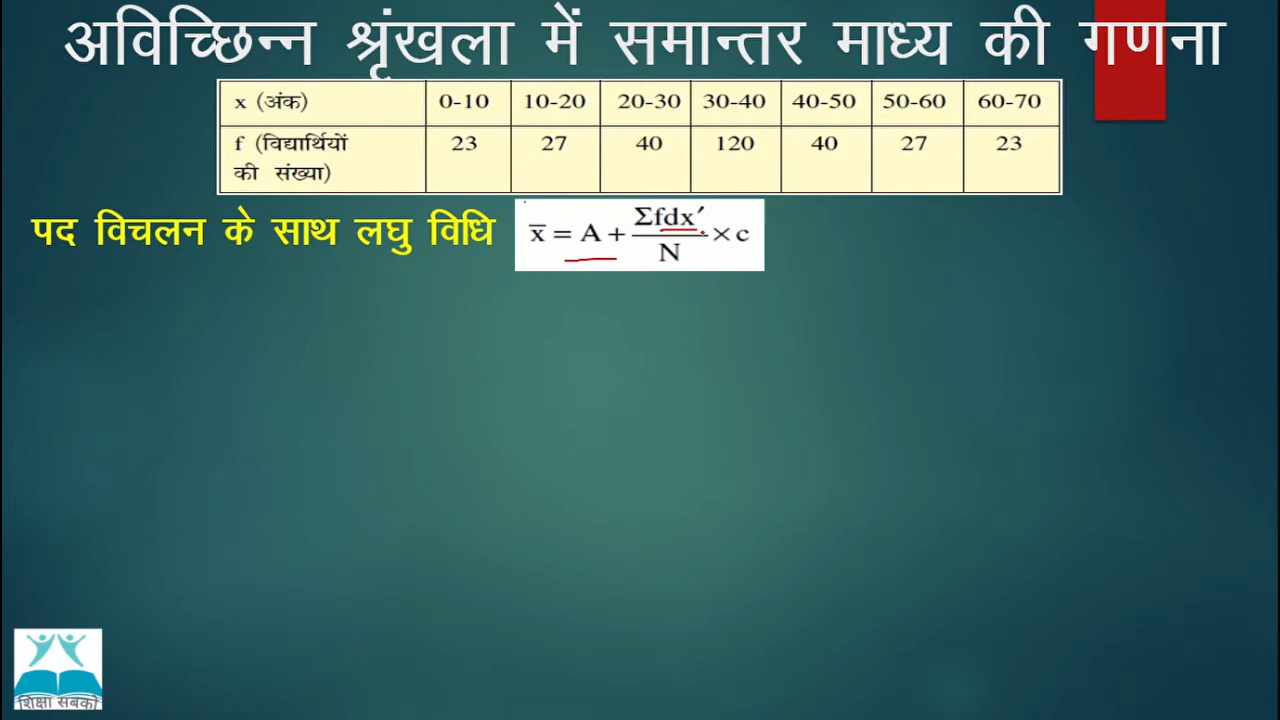 अविच्छिन्न श्रृंखला में समान्तर माध्य की गणना
x (अंक) 0-10 10-20 20-30 30-40 40-50 50-60 60-70
f (विद्यार्थियों की संख्या) 23 27 40 120 40 27 23
पद विचलन के साथ लघु विधि x̅ = A + Σfdx′/N × c
शिक्षा सबको